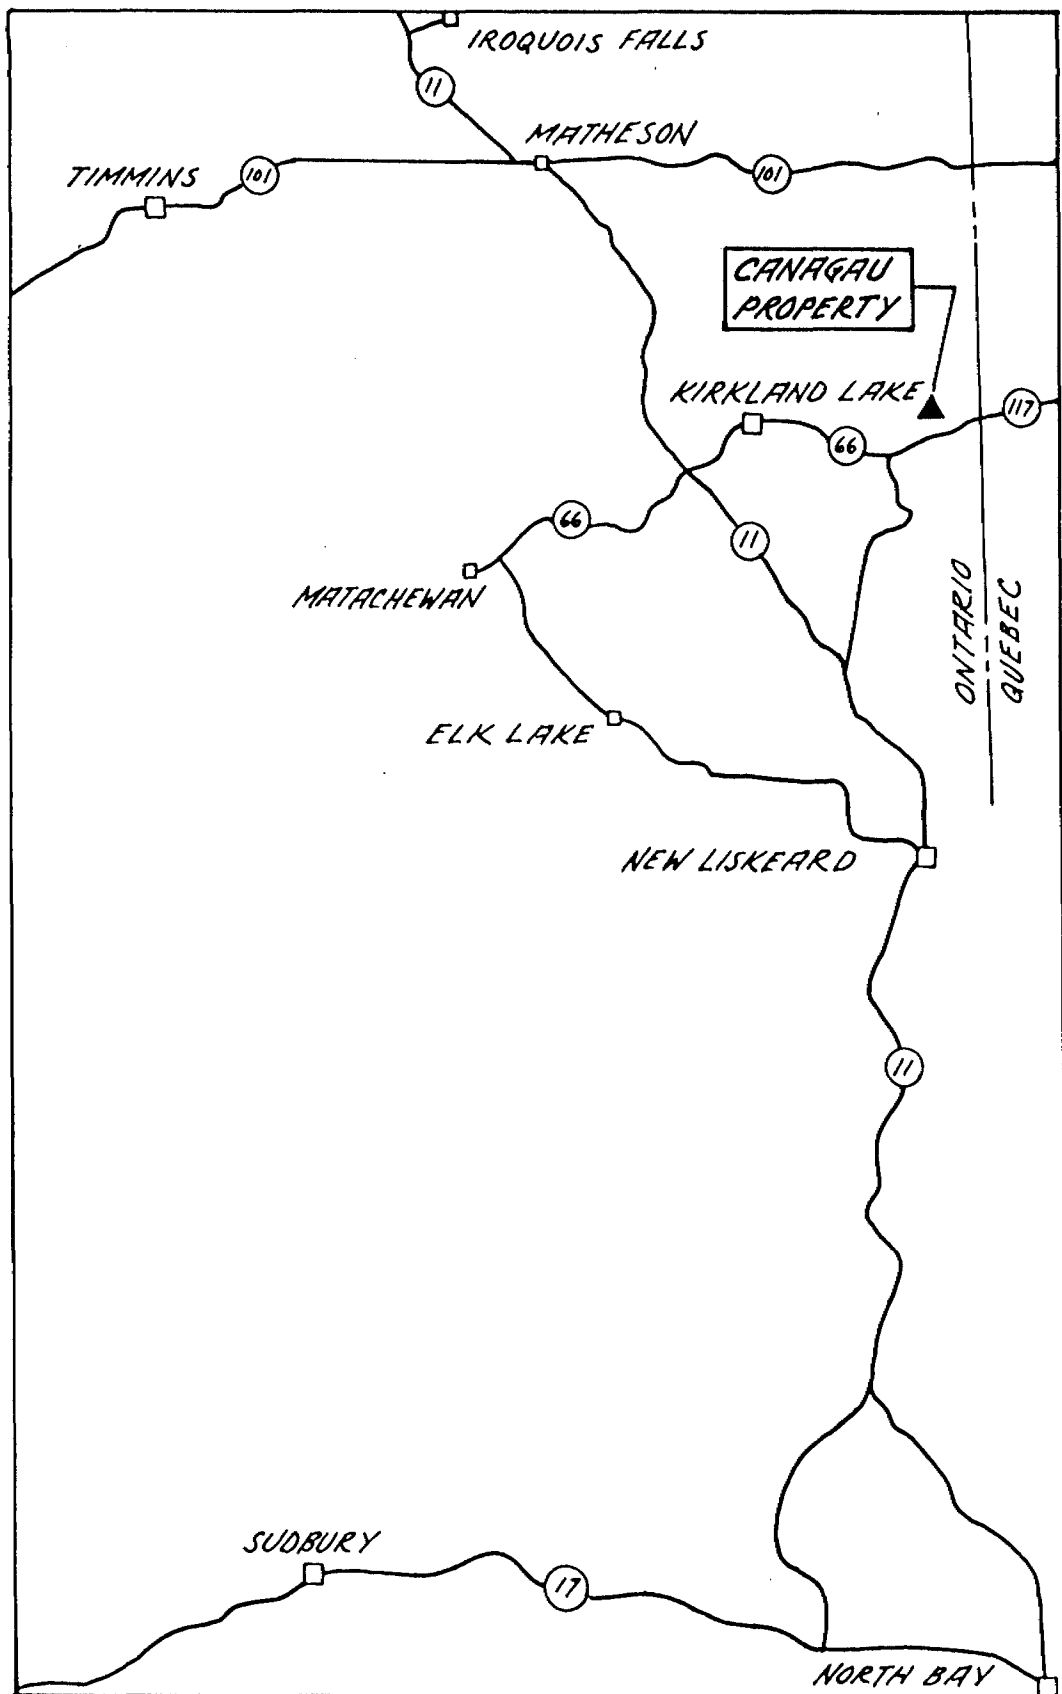 IROQUOIS FALLS
11
MATHESON
TIMMINS
101
101
CANAGAU
PROPERTY
KIRKLAND LAKE
117
66
66
11
MATACHEWAN
ONTARIO
QUEBEC
ELK LAKE
NEW LISKEARD
11
SUDBURY
17
NORTH BAY